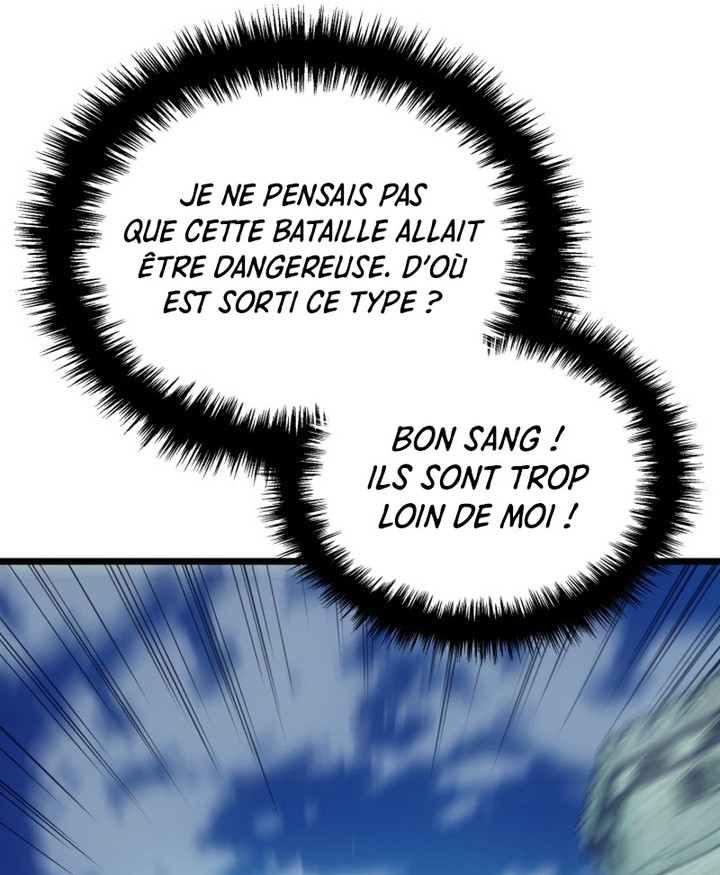 JE NE PENSAIS PAS
QUE CETTE BATAILLE ALLAIT
ÊTRE DANGEREUSE. D'OÙ
EST SORTI CE TYPE ?
BON SANG !
ILS SONT TROP
LOIN DE MOI !